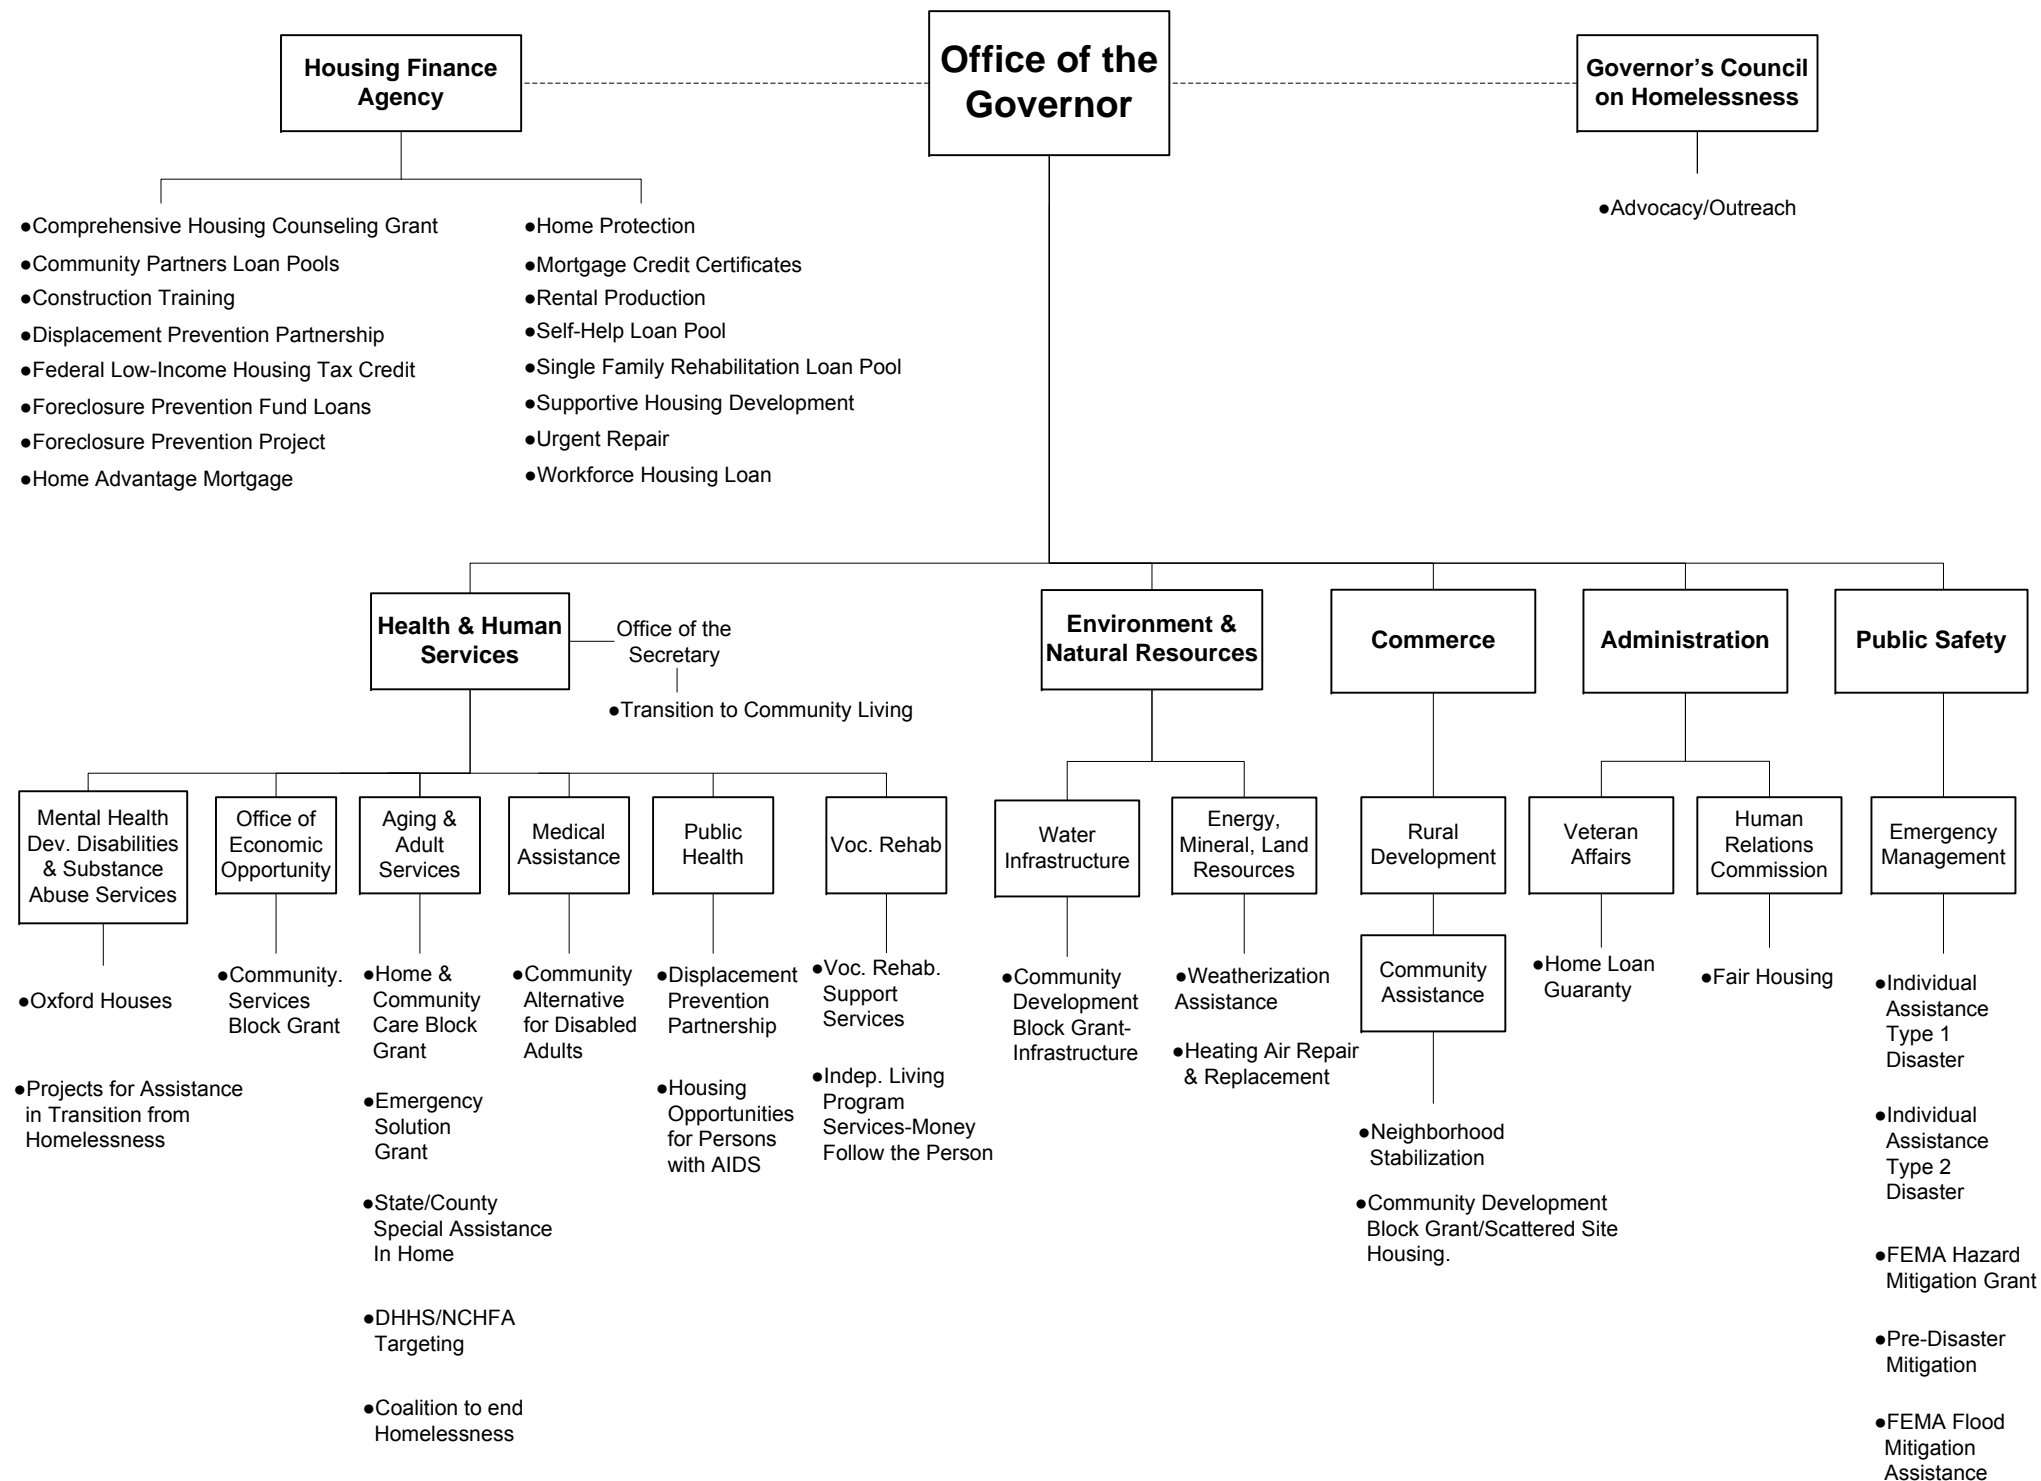 Office of the
Governor
Housing Finance
Agency
Governor's Council
on Homelessness
●Comprehensive Housing Counseling Grant
●Community Partners Loan Pools
●Construction Training
●Displacement Prevention Partnership
●Federal Low-Income Housing Tax Credit
●Foreclosure Prevention Fund Loans
●Foreclosure Prevention Project
●Home Advantage Mortgage
●Home Protection
●Mortgage Credit Certificates
●Rental Production
●Self-Help Loan Pool
●Single Family Rehabilitation Loan Pool
●Supportive Housing Development
●Urgent Repair
●Workforce Housing Loan
●Advocacy/Outreach
Health & Human
Services
Office of the
Secretary
●Transition to Community Living
Environment &
Natural Resources
Commerce
Administration
Public Safety
Mental Health
Dev. Disabilities
& Substance
Abuse Services
Office of
Economic
Opportunity
Aging &
Adult
Services
Medical
Assistance
Public
Health
Voc. Rehab
Water
Infrastructure
Energy,
Mineral, Land
Resources
Rural
Development
Veteran
Affairs
Human
Relations
Commission
Emergency
Management
●Oxford Houses
●Projects for Assistance
in Transition from
Homelessness
●Community.
Services
Block Grant
●Home &
Community
Care Block
Grant
●Emergency
Solution
Grant
●State/County
Special Assistance
In Home
●DHHS/NCHFA
Targeting
●Coalition to end
Homelessness
●Community
Alternative
for Disabled
Adults
●Displacement
Prevention
Partnership
●Housing
Opportunities
for Persons
with AIDS
●Voc. Rehab.
Support
Services
●Indep. Living
Program
Services-Money
Follow the Person
●Community
Development
Block Grant-
Infrastructure
●Weatherization
Assistance
●Heating Air Repair
& Replacement
Community
Assistance
●Neighborhood
Stabilization
●Community Development
Block Grant/Scattered Site
Housing.
●Home Loan
Guaranty
●Fair Housing
●Individual
Assistance
Type 1
Disaster
●Individual
Assistance
Type 2
Disaster
●FEMA Hazard
Mitigation Grant
●Pre-Disaster
Mitigation
●FEMA Flood
Mitigation
Assistance